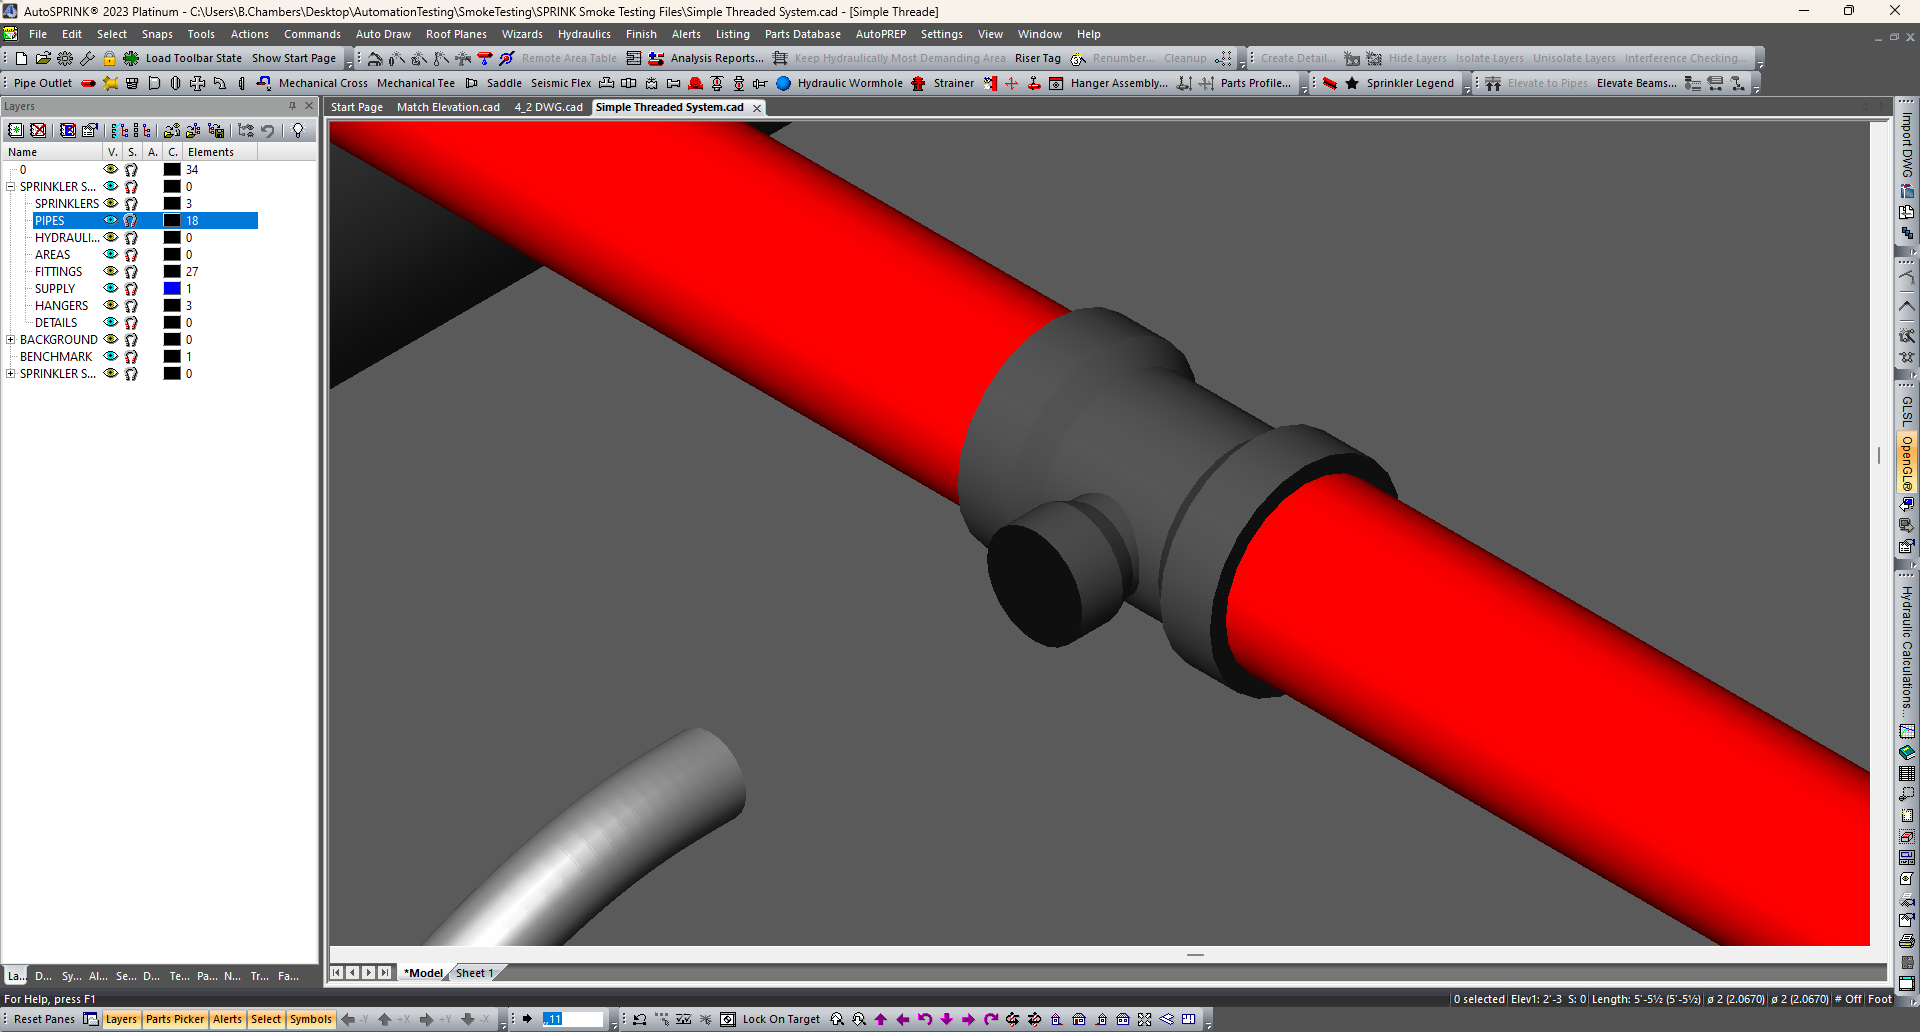 AutoSPRINK® 2023 Platinum - C:\Users\B.Chambers\Desktop\AutomationTesting\SmokeTesting\SPRINK Smoke Testing Files\Simple Threaded System.cad - [Simple Threade]
File Edit Select Snaps Tools Actions Commands Auto Draw Roof Planes Wizards Hydraulics Finish Alerts Listing Parts Database AutoPREP Settings View Window Help
Load Toolbar State Show Start Page Remote Area Table Analysis Reports... Keep Hydraulically Most Demanding Area Riser Tag Renumber... Cleanup Create Detail... Hide Layers Isolate Layers Unisolate Layers Interference Checking...
Pipe Outlet Mechanical Cross Mechanical Tee Saddle Seismic Flex Hydraulic Wormhole Strainer Hanger Assembly... Parts Profile... Sprinkler Legend Elevate to Pipes Elevate Beams...
Layers
Start Page Match Elevation.cad 4_2 DWG.cad Simple Threaded System.cad
Name V. S. A. C. Elements
0 34
SPRINKLER S... 0
SPRINKLERS 3
PIPES 18
HYDRAULI... 0
AREAS 0
FITTINGS 27
SUPPLY 1
HANGERS 3
DETAILS 0
BACKGROUND 0
BENCHMARK 1
SPRINKLER S... 0
Import DWG
GLSL
OpenGL®
Hydraulic Calculations...
La... D... Sy... Al... Se... D... Te... Pa... N... Tr... Fa...
*Model Sheet 1
For Help, press F1
0 selected Elev1: 2'-3 S: 0 Length: 5'-5½ (5'-5½) ø 2 (2.0670) ø 2 (2.0670) # Off Foot
Reset Panes Layers Parts Picker Alerts Select Symbols -Y +X +Y -X .11 Lock On Target